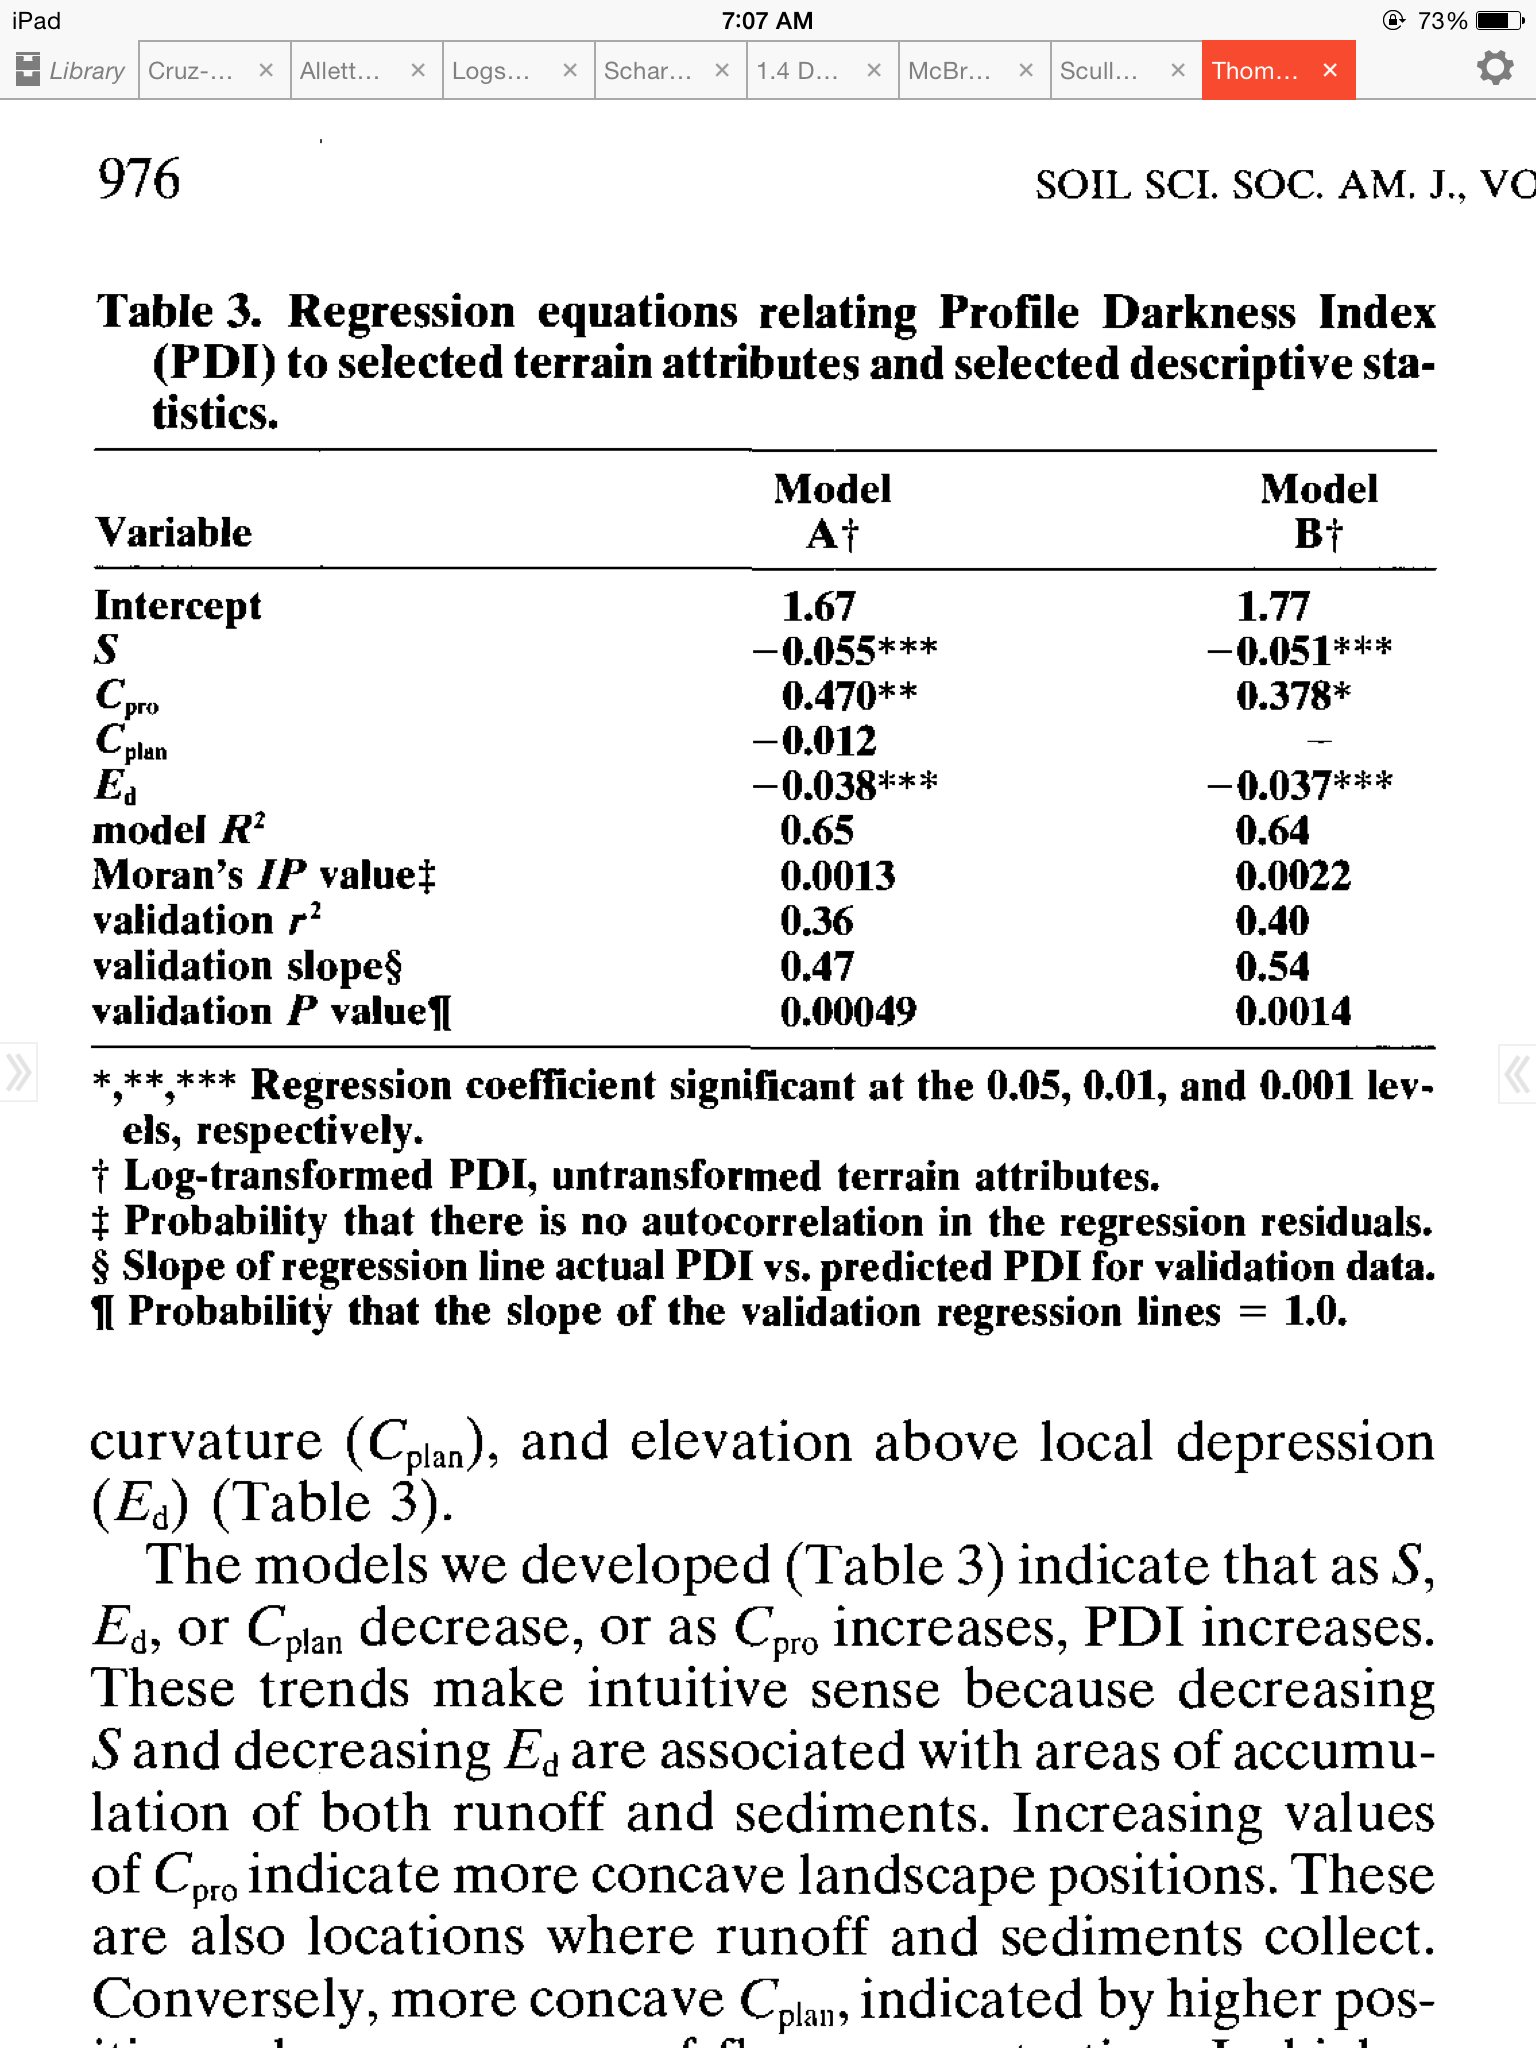 iPad 7:07 AM 73%
Library Cruz-... × Allett... × Logs... × Schar... × 1.4 D... × McBr... × Scull... × Thom... ×
976 SOIL SCI. SOC. AM. J., VO
Table 3. Regression equations relating Profile Darkness Index
(PDI) to selected terrain attributes and selected descriptive sta-
tistics.
Model Model
Variable A† B†
Intercept 1.67 1.77
S −0.055*** −0.051***
Cpro 0.470** 0.378*
Cplan −0.012 –
Ed −0.038*** −0.037***
model R² 0.65 0.64
Moran's IP value‡ 0.0013 0.0022
validation r² 0.36 0.40
validation slope§ 0.47 0.54
validation P value¶ 0.00049 0.0014
*,**,*** Regression coefficient significant at the 0.05, 0.01, and 0.001 lev-
els, respectively.
† Log-transformed PDI, untransformed terrain attributes.
‡ Probability that there is no autocorrelation in the regression residuals.
§ Slope of regression line actual PDI vs. predicted PDI for validation data.
¶ Probability that the slope of the validation regression lines = 1.0.
curvature (Cplan), and elevation above local depression
(Ed) (Table 3).
The models we developed (Table 3) indicate that as S,
Ed, or Cplan decrease, or as Cpro increases, PDI increases.
These trends make intuitive sense because decreasing
S and decreasing Ed are associated with areas of accumu-
lation of both runoff and sediments. Increasing values
of Cpro indicate more concave landscape positions. These
are also locations where runoff and sediments collect.
Conversely, more concave Cplan, indicated by higher pos-